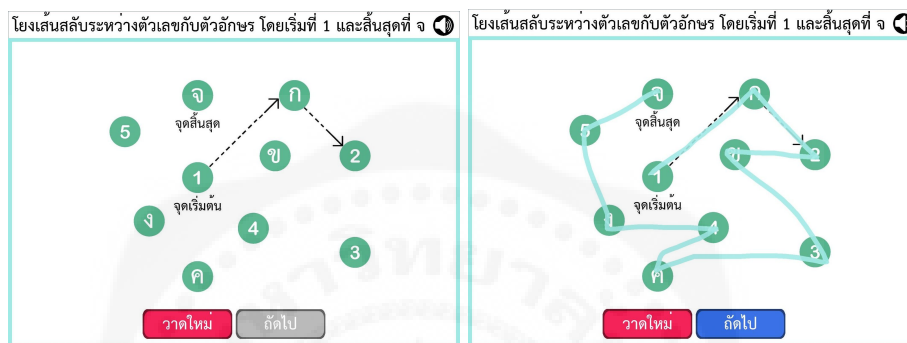 โยงเส้นสลับระหว่างตัวเลขกับตัวอักษร โดยเริ่มที่ 1 และสิ้นสุดที่ จ
จ
ก
จุดสิ้นสุด
5
ข
2
1
จุดเริ่มต้น
ง
4
3
ค
วาดใหม่
ถัดไป
โยงเส้นสลับระหว่างตัวเลขกับตัวอักษร โดยเริ่มที่ 1 และสิ้นสุดที่ จ
จ
ก
จุดสิ้นสุด
5
ข
2
1
จุดเริ่มต้น
ง
4
3
ค
วาดใหม่
ถัดไป